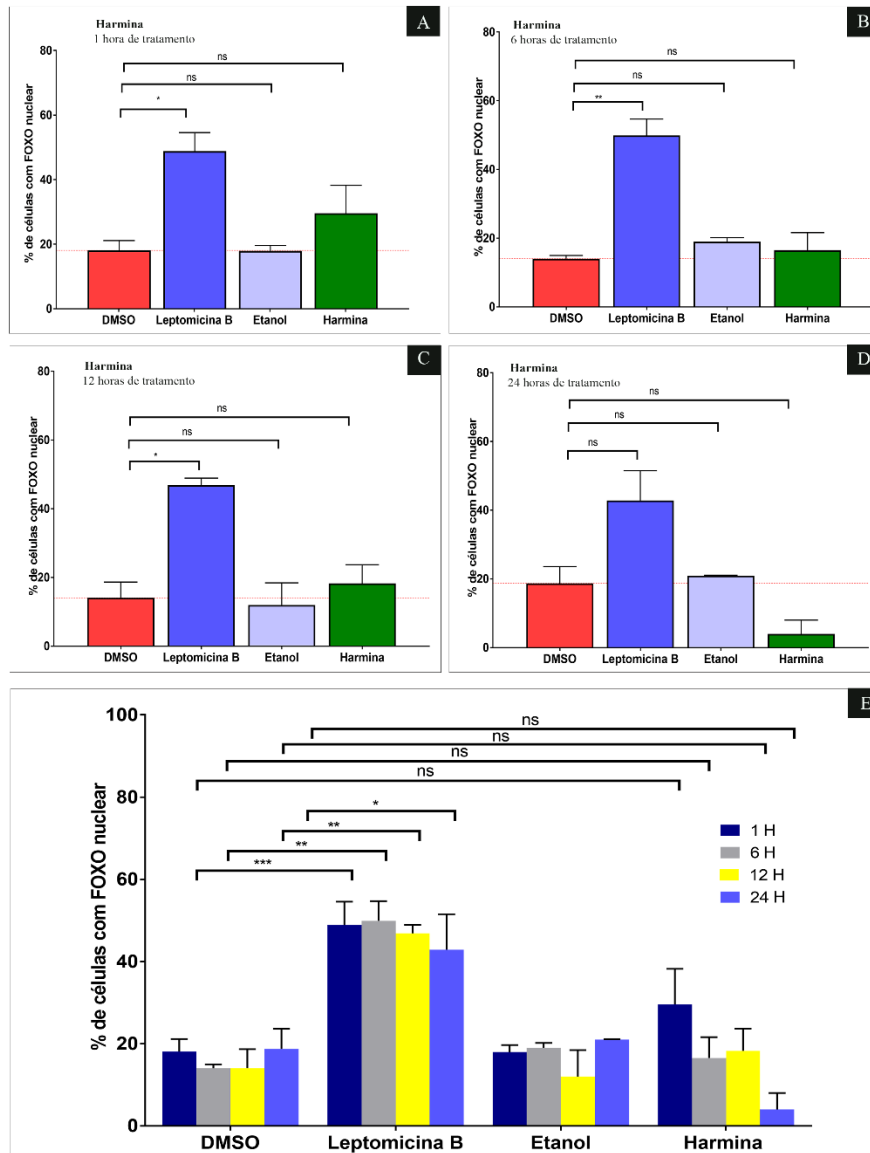 A
Harmina
1 hora de tratamento
ns
ns
*
% de células com FOXO nuclear
80
60
40
20
0
DMSO
Leptomicina B
Etanol
Harmina
B
Harmina
6 horas de tratamento
ns
ns
**
% de células com FOXO nuclear
80
60
40
20
0
DMSO
Leptomicina B
Etanol
Harmina
C
Harmina
12 horas de tratamento
ns
ns
*
% de células com FOXO nuclear
80
60
40
20
0
DMSO
Leptomicina B
Etanol
Harmina
D
Harmina
24 horas de tratamento
ns
ns
ns
% de células com FOXO nuclear
80
60
40
20
0
DMSO
Leptomicina B
Etanol
Harmina
E
ns
ns
ns
ns
*
**
**
***
1 H
6 H
12 H
24 H
% de células com FOXO nuclear
100
80
60
40
20
0
DMSO
Leptomicina B
Etanol
Harmina